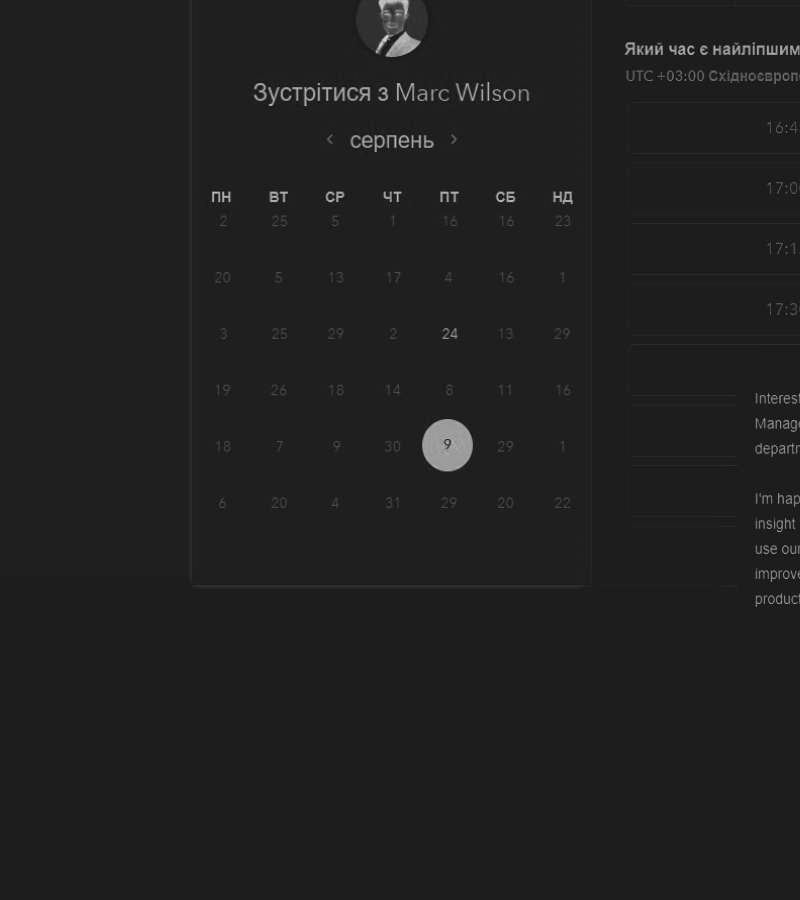 Зустрітися з Marc Wilson
‹ серпень ›
ПН ВТ СР ЧТ ПТ СБ НД
2 25 5 1 16 16 23
20 5 13 17 4 16 1
3 25 29 2 24 13 29
19 26 18 14 8 11 16
18 7 9 30 9 29 1
6 20 4 31 29 20 22
Який час є найліпшим
UTC +03:00 Східноєвроп
16:4
17:0
17:1
17:3
Interest
Manage
departm
I'm hap
insight
use our
improve
product